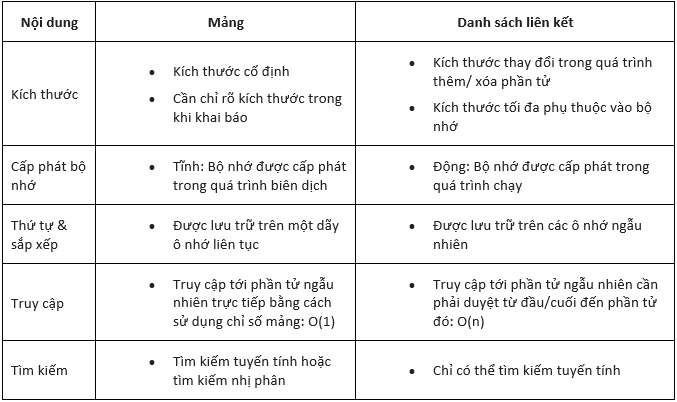 Nội dung
Mảng
Danh sách liên kết
Kích thước
• Kích thước cố định
• Cần chỉ rõ kích thước trong
khi khai báo
• Kích thước thay đổi trong quá trình
thêm/ xóa phần tử
• Kích thước tối đa phụ thuộc vào bộ
nhớ
Cấp phát bộ
nhớ
• Tĩnh: Bộ nhớ được cấp phát
trong quá trình biên dịch
• Động: Bộ nhớ được cấp phát trong
quá trình chạy
Thứ tự &
sắp xếp
• Được lưu trữ trên một dãy
ô nhớ liên tục
• Được lưu trữ trên các ô nhớ ngẫu
nhiên
Truy cập
• Truy cập tới phần tử ngẫu
nhiên trực tiếp bằng cách
sử dụng chỉ số mảng: O(1)
• Truy cập tới phần tử ngẫu nhiên cần
phải duyệt từ đầu/cuối đến phần tử
đó: O(n)
Tìm kiếm
• Tìm kiếm tuyến tính hoặc
tìm kiếm nhị phân
• Chỉ có thể tìm kiếm tuyến tính